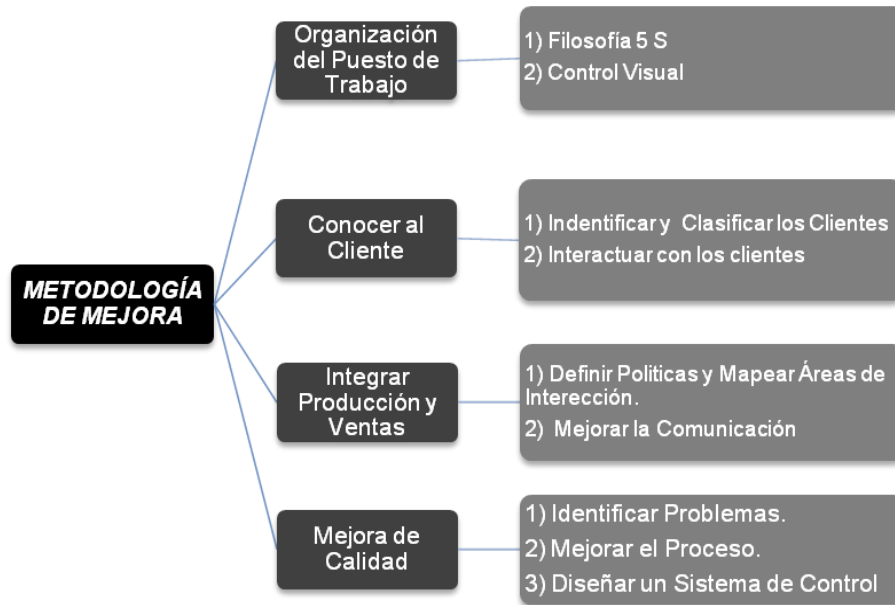 METODOLOGÍA
DE MEJORA
Organización
del Puesto de
Trabajo
1) Filosofía 5 S
2) Control Visual
Conocer al
Cliente
1) Indentificar y Clasificar los Clientes
2) Interactuar con los clientes
Integrar
Producción y
Ventas
1) Definir Politicas y Mapear Áreas de
Interección.
2) Mejorar la Comunicación
Mejora de
Calidad
1) Identificar Problemas.
2) Mejorar el Proceso.
3) Diseñar un Sistema de Control